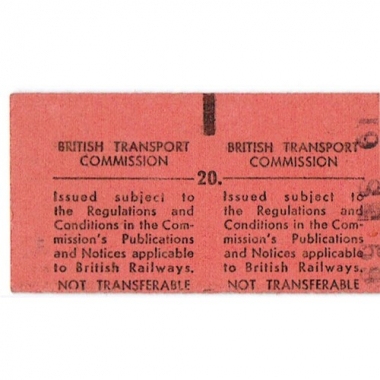 BRITISH TRANSPORT
COMMISSION
BRITISH TRANSPORT
COMMISSION
20.
Issued subject to
the Regulations and
Conditions in the Com-
mission's Publications
and Notices applicable
to British Railways.
NOT TRANSFERABLE
Issued subject to
the Regulations and
Conditions in the Com-
mission's Publications
and Notices applicable
to British Railways.
NOT TRANSFERABLE